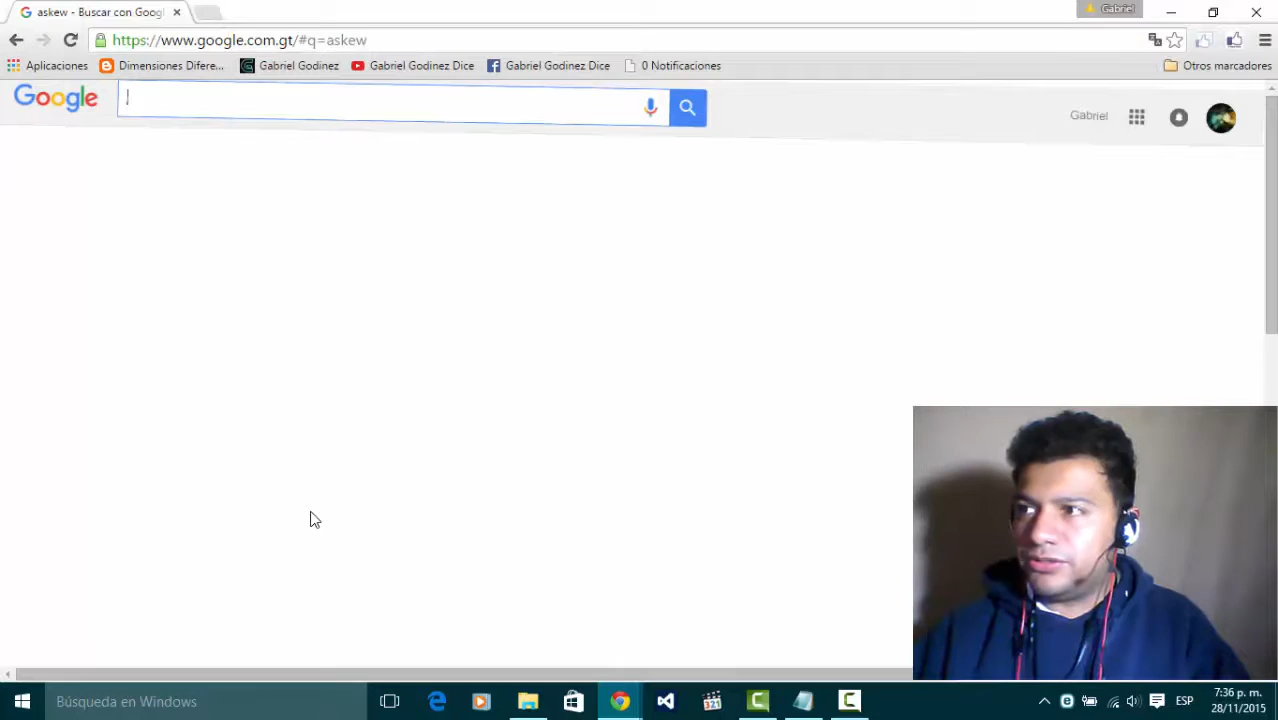 askew - Buscar con Googl
Gabriel
https://www.google.com.gt/#q=askew
Aplicaciones
Dimensiones Difere...
Gabriel Godinez
Gabriel Godinez Dice
Gabriel Godinez Dice
0 Notificaciones
Otros marcadores
Google
Gabriel
Búsqueda en Windows
321
ESP
7:36 p. m.
28/11/2015